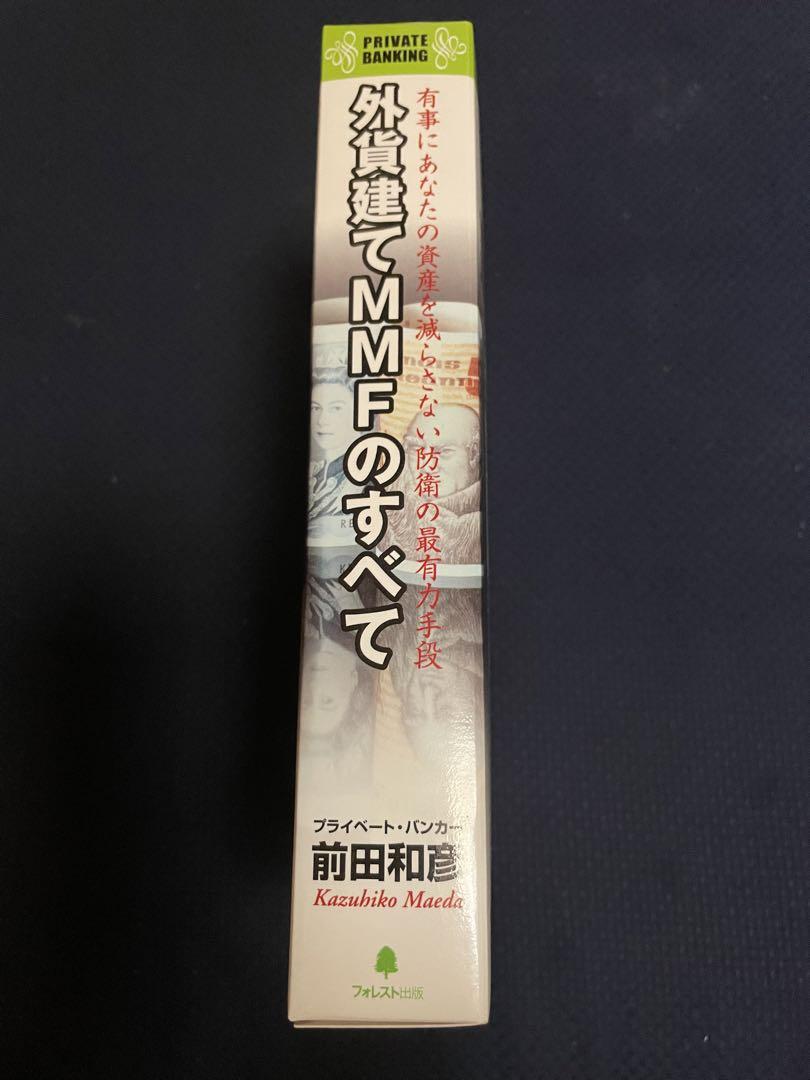 PRIVATE
BANKING
有事にあなたの資産を減らさない防衛の最有力手段
外貨建てMMFのすべて
プライベート・バンカー
前田和彦
Kazuhiko Maeda
フォレスト出版